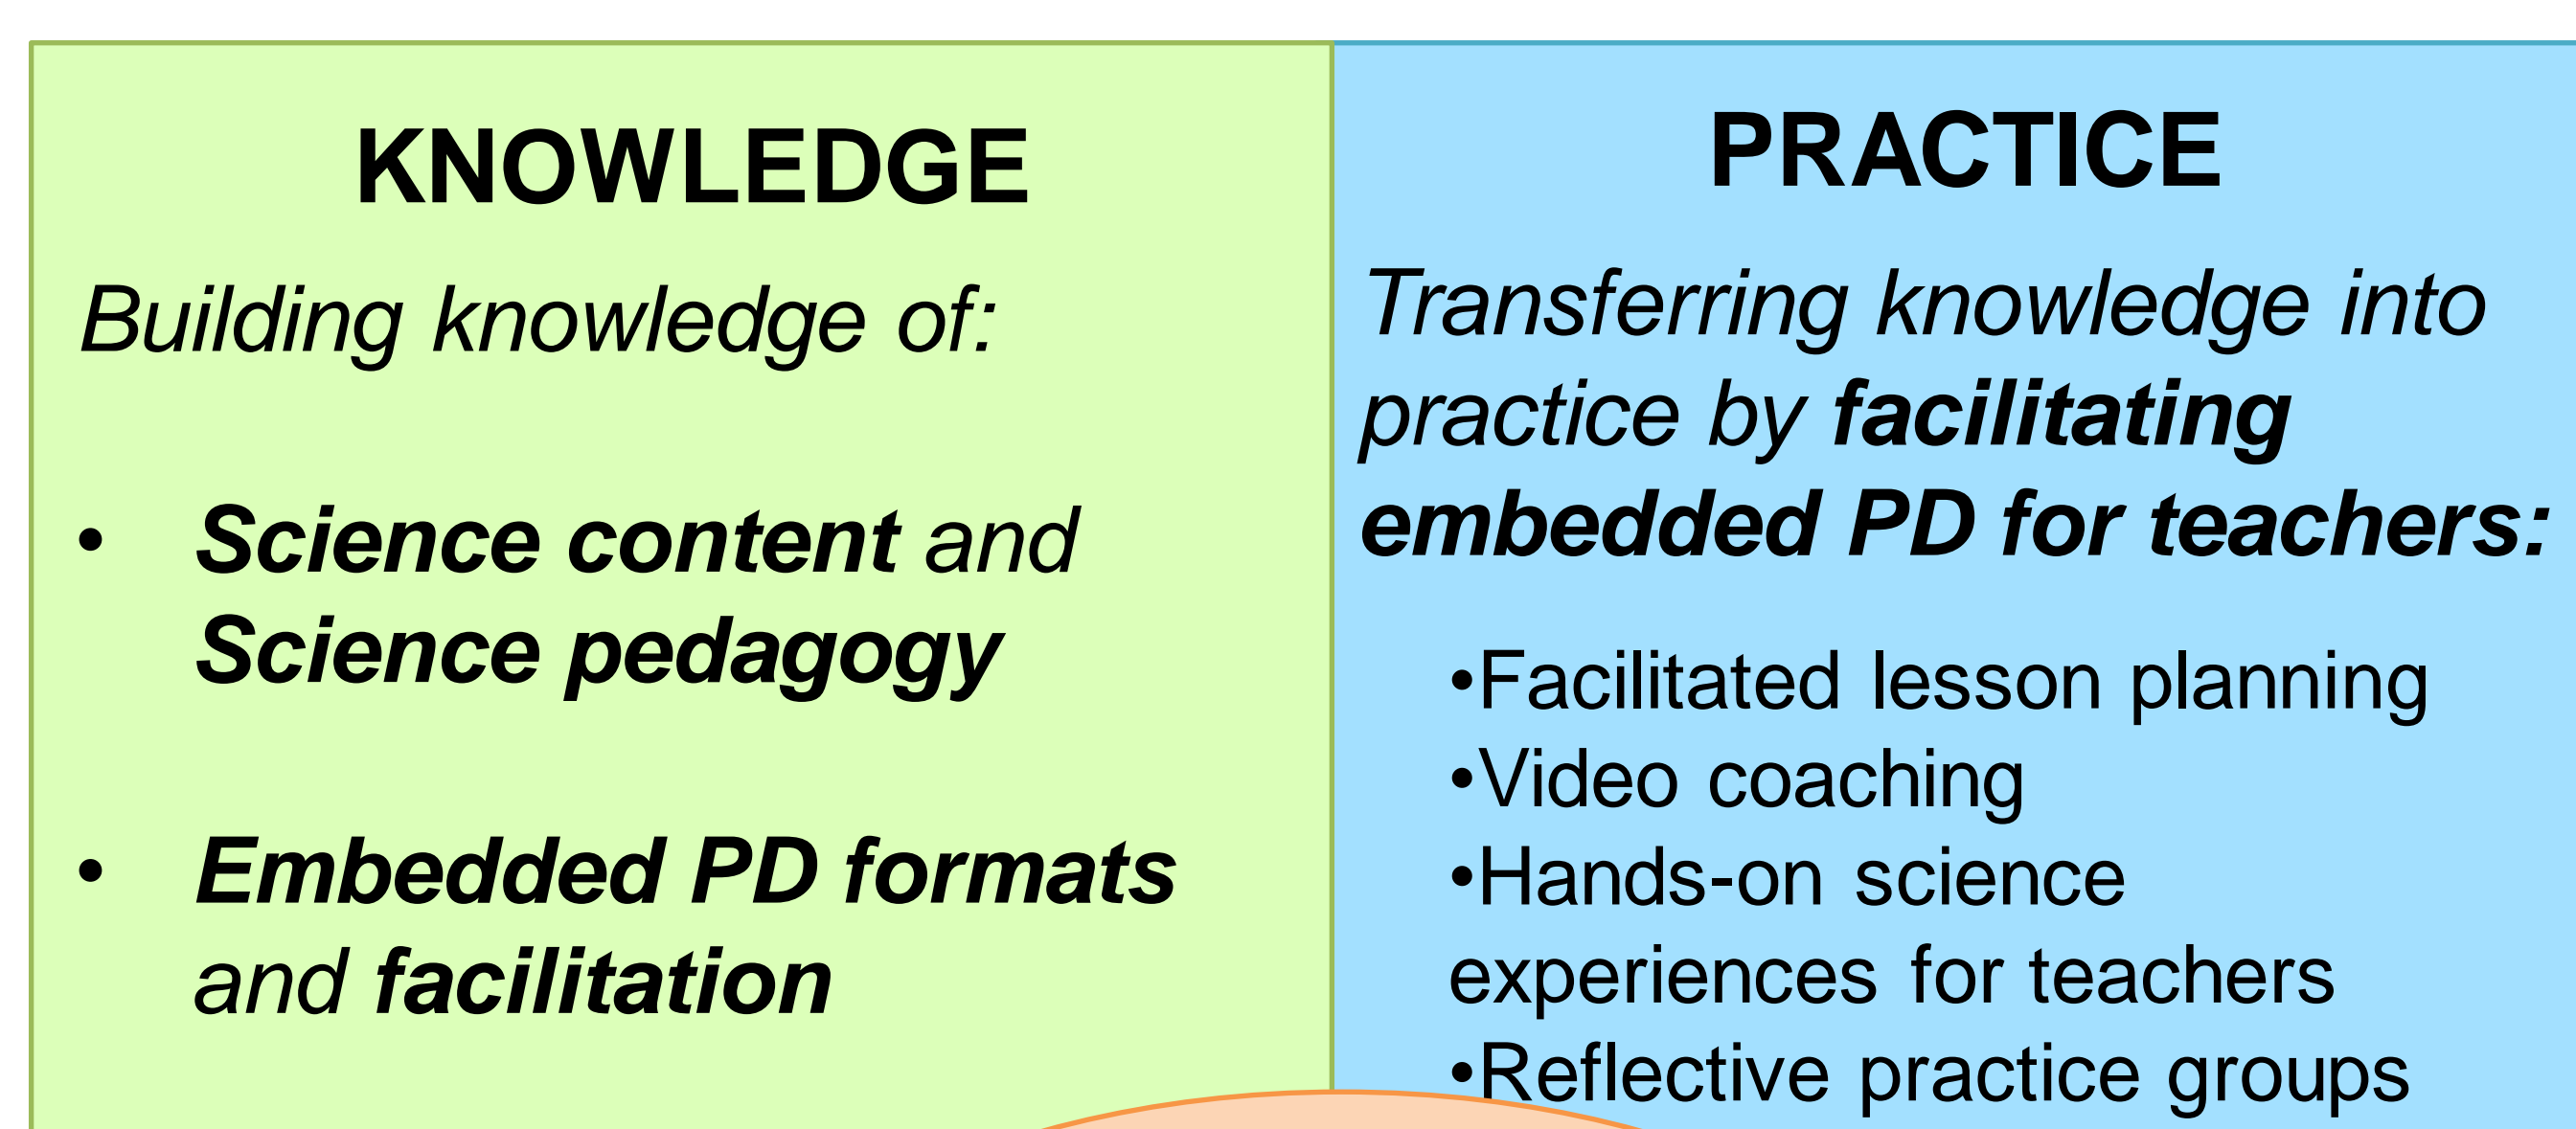 KNOWLEDGE
Building knowledge of:
• Science content and
Science pedagogy
• Embedded PD formats
and facilitation
PRACTICE
Transferring knowledge into
practice by facilitating
embedded PD for teachers:
•Facilitated lesson planning
•Video coaching
•Hands-on science
experiences for teachers
•Reflective practice groups